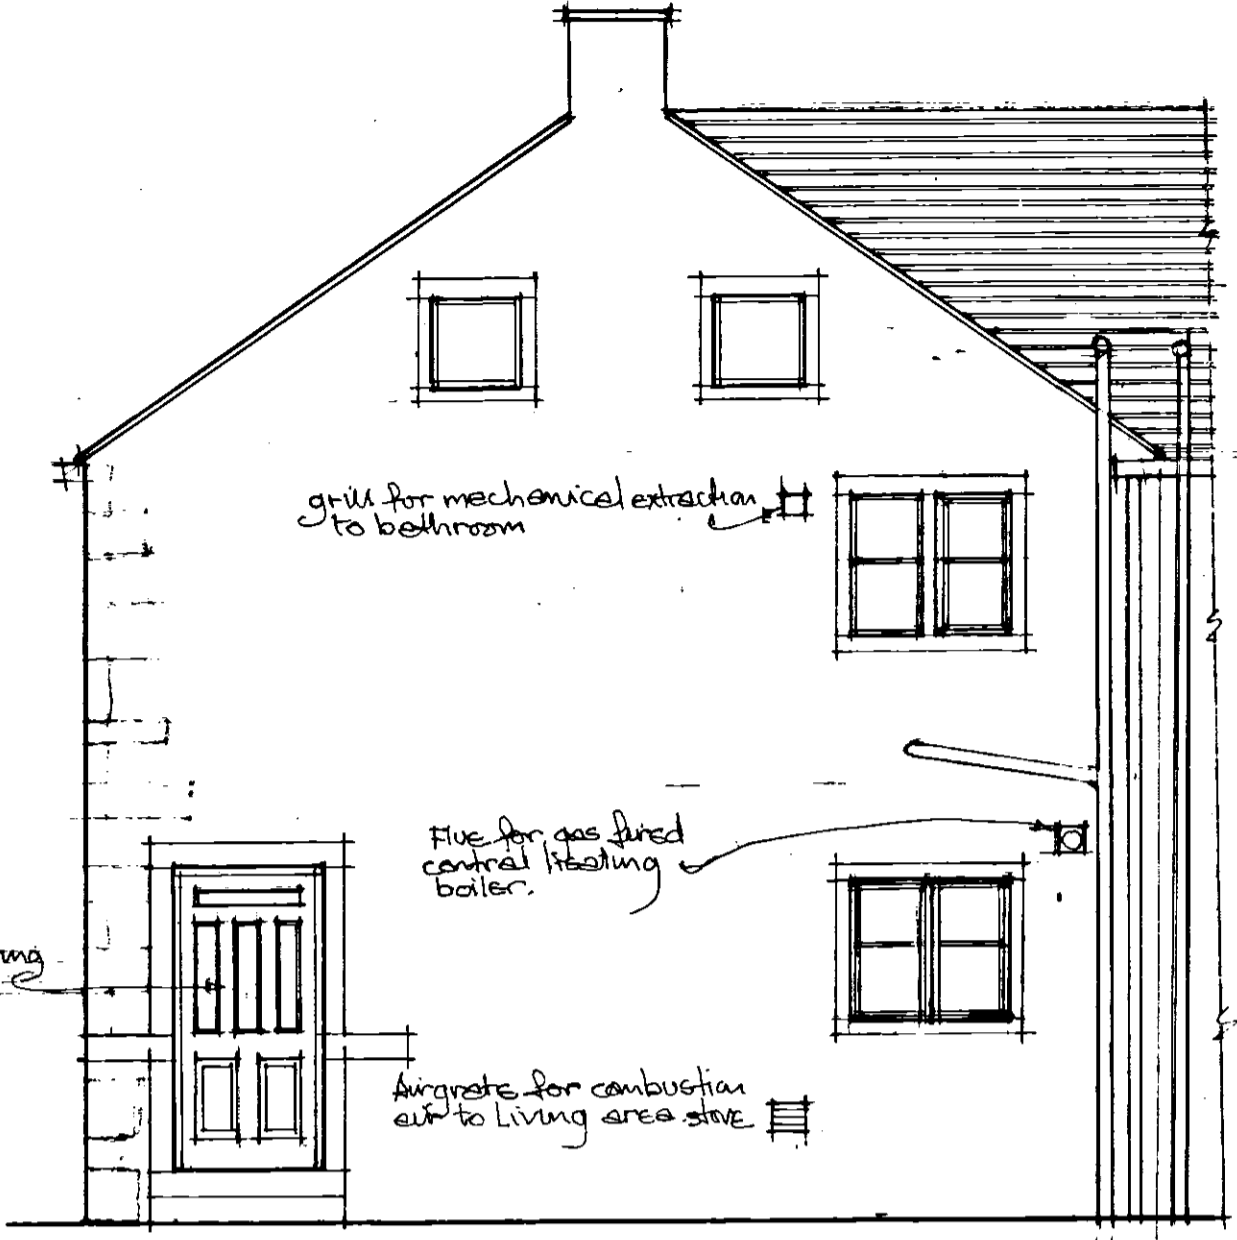 grill for mechanical extraction
to bathroom
Flue for gas fired
central heating
boiler.
Airgrate for combustion
air to Living area stove